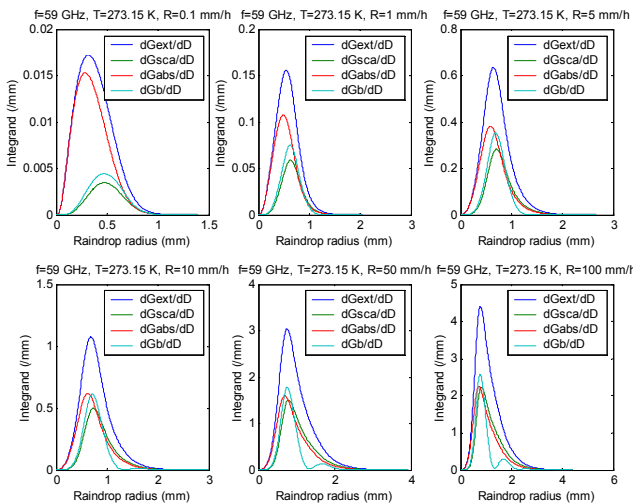 f=59 GHz, T=273.15 K, R=0.1 mm/h
0.02
0.015
0.01
0.005
0
Integrand (/mm)
dGext/dD
dGsca/dD
dGabs/dD
dGb/dD
0 0.5 1 1.5
Raindrop radius (mm)
f=59 GHz, T=273.15 K, R=1 mm/h
0.2
0.15
0.1
0.05
0
Integrand (/mm)
dGext/dD
dGsca/dD
dGabs/dD
dGb/dD
0 1 2 3
Raindrop radius (mm)
f=59 GHz, T=273.15 K, R=5 mm/h
0.8
0.6
0.4
0.2
0
Integrand (/mm)
dGext/dD
dGsca/dD
dGabs/dD
dGb/dD
0 1 2 3
Raindrop radius (mm)
f=59 GHz, T=273.15 K, R=10 mm/h
1.5
1
0.5
0
Integrand (/mm)
dGext/dD
dGsca/dD
dGabs/dD
dGb/dD
0 1 2 3
Raindrop radius (mm)
f=59 GHz, T=273.15 K, R=50 mm/h
4
3
2
1
0
Integrand (/mm)
dGext/dD
dGsca/dD
dGabs/dD
dGb/dD
0 1 2 3 4
Raindrop radius (mm)
f=59 GHz, T=273.15 K, R=100 mm/h
5
4
3
2
1
0
Integrand (/mm)
dGext/dD
dGsca/dD
dGabs/dD
dGb/dD
0 2 4 6
Raindrop radius (mm)